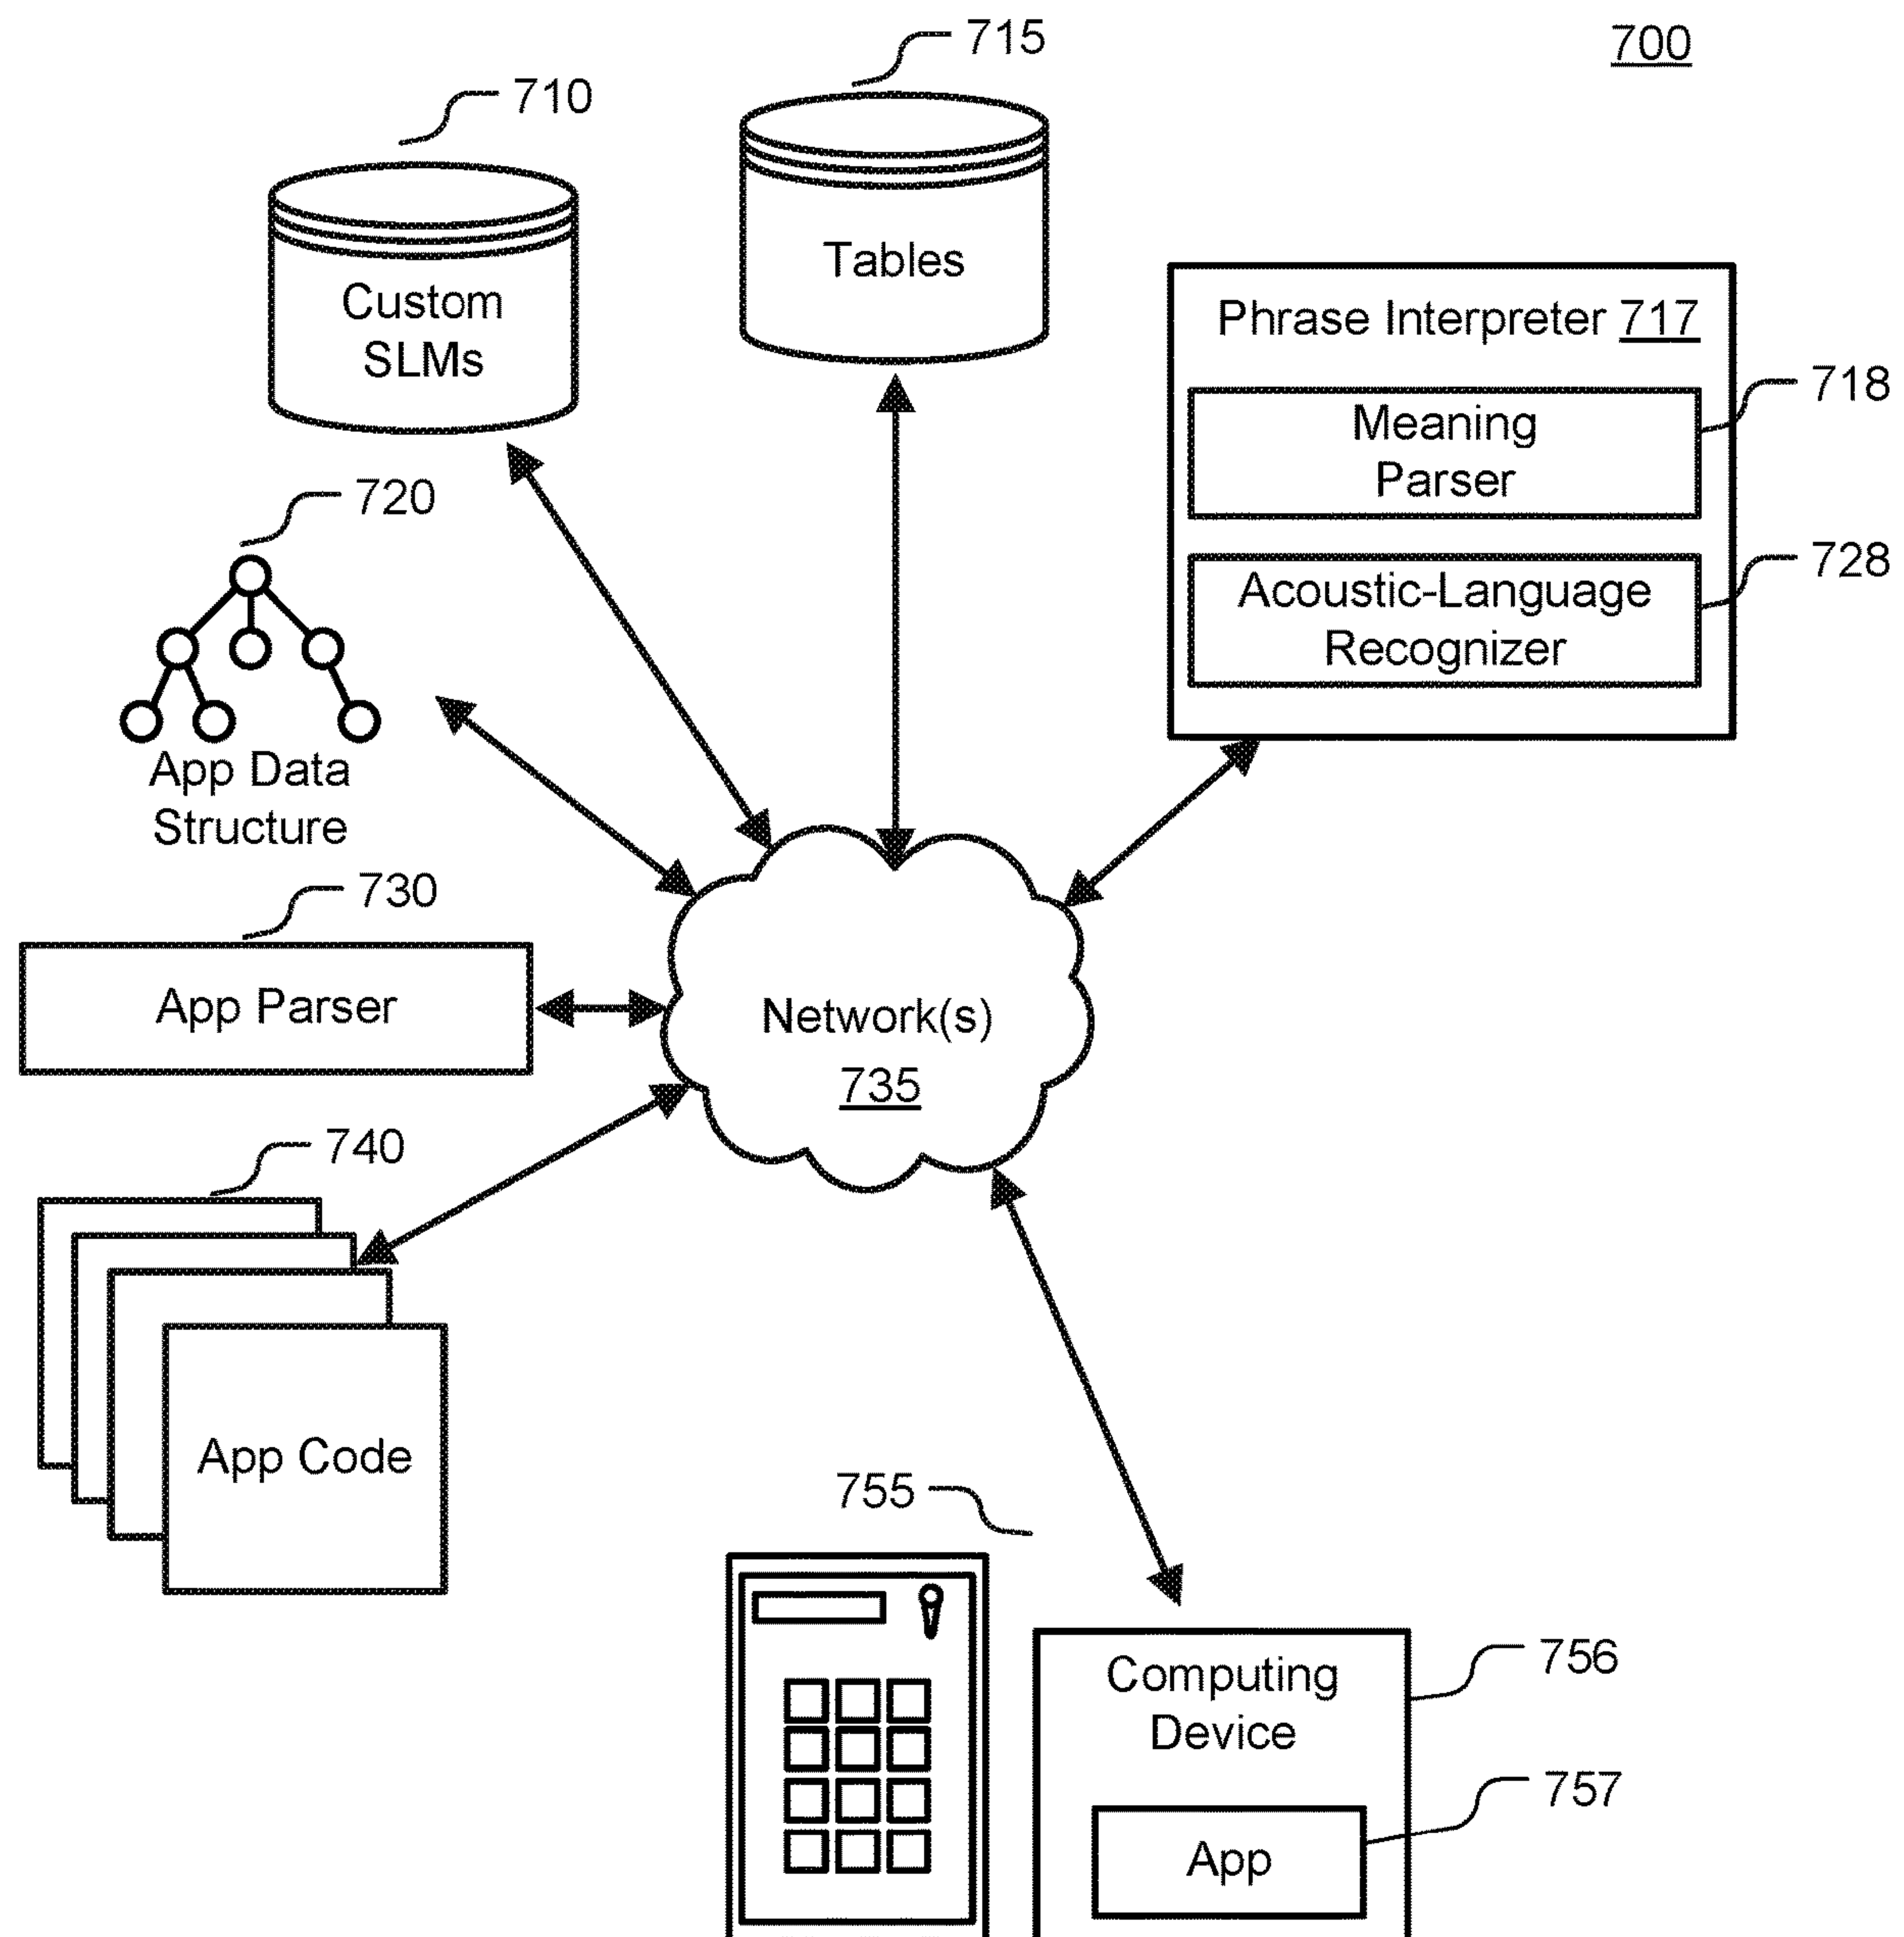 715
700
710
Custom
SLMs
Tables
Phrase Interpreter 717
718
Meaning
Parser
728
Acoustic-Language
Recognizer
720
App Data
Structure
730
App Parser
Network(s)
735
740
App Code
755
756
Computing
Device
757
App